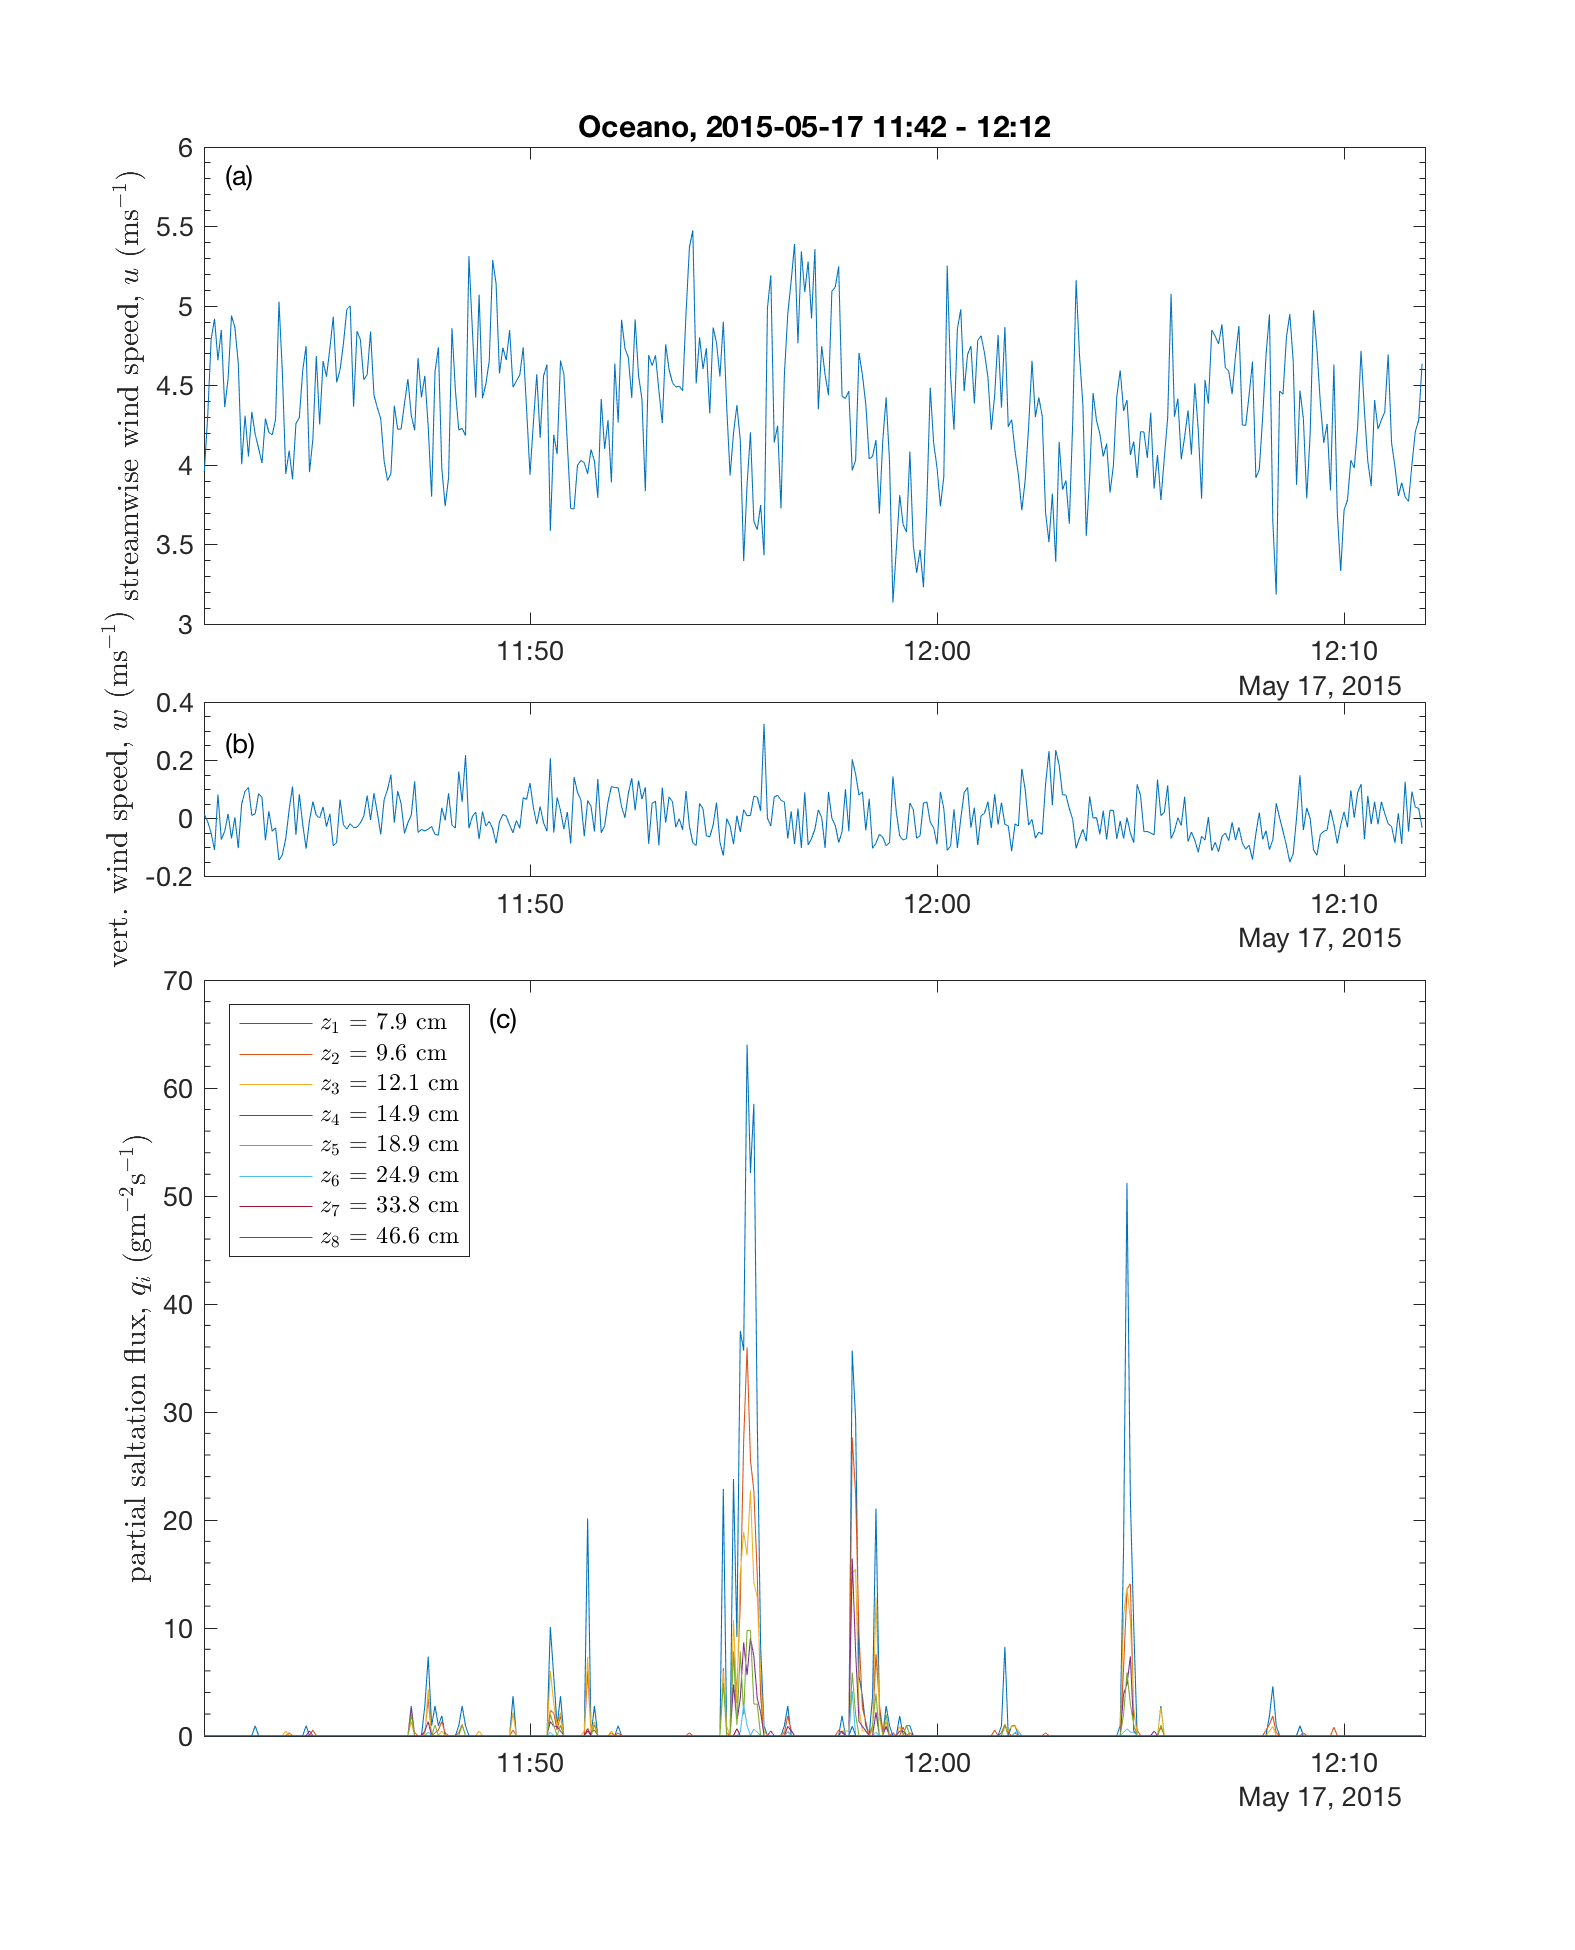 Oceano, 2015-05-17 11:42 - 12:12
(a)
streamwise wind speed, u (ms⁻¹)
6
5.5
5
4.5
4
3.5
3
11:50
12:00
12:10
May 17, 2015
(b)
vert. wind speed, w (ms⁻¹)
0.4
0.2
0
-0.2
11:50
12:00
12:10
May 17, 2015
(c)
partial saltation flux, qᵢ (gm⁻²s⁻¹)
70
60
50
40
30
20
10
0
z₁ = 7.9 cm
z₂ = 9.6 cm
z₃ = 12.1 cm
z₄ = 14.9 cm
z₅ = 18.9 cm
z₆ = 24.9 cm
z₇ = 33.8 cm
z₈ = 46.6 cm
11:50
12:00
12:10
May 17, 2015